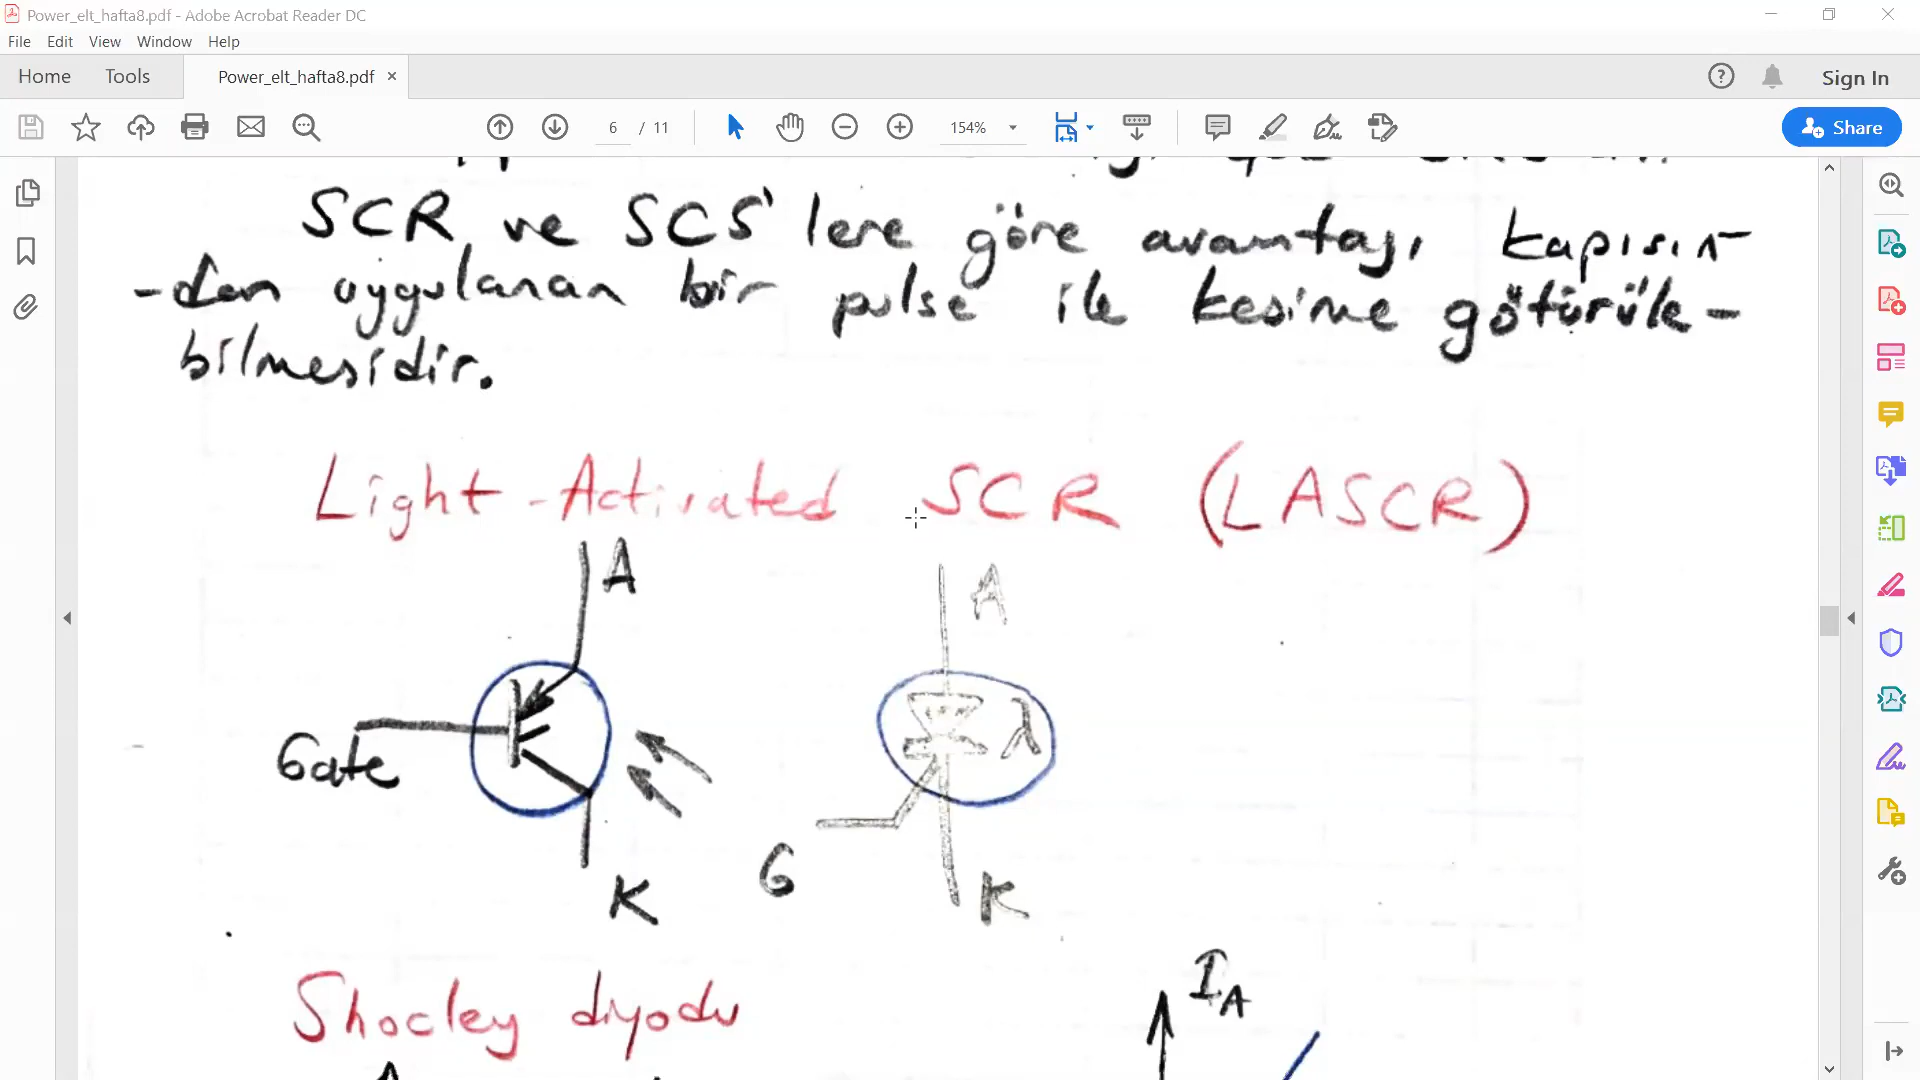 Power_elt_hafta8.pdf - Adobe Acrobat Reader DC
File Edit View Window Help
Home Tools Power_elt_hafta8.pdf × Sign In
6 / 11 154% Share
SCR ve SCS'lere göre avantajı, kapısın-
-dan uygulanan bir pulse ile kesime götürüle-
bilmesidir.
Light-Activated SCR (LASCR)
A
A
Gate
λ
G
K
K
Shocley diyodu
I_A